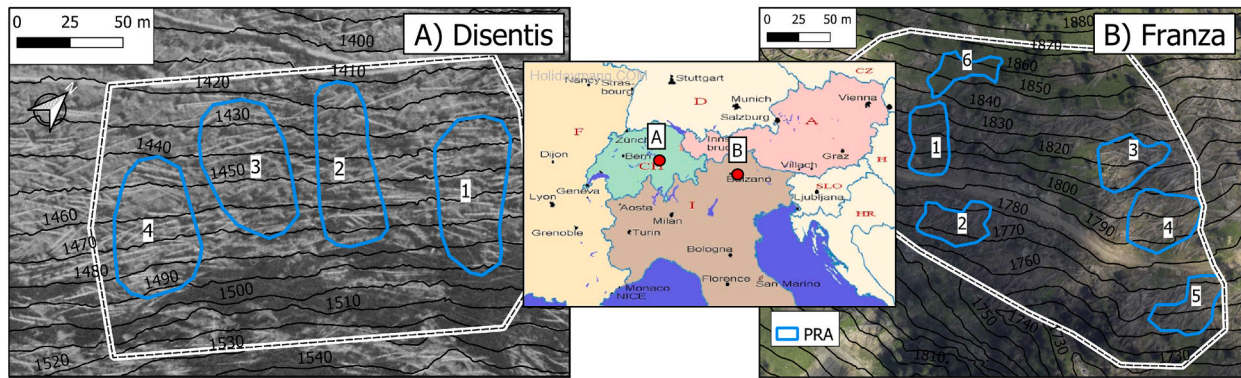 0 25 50 m
A) Disentis
1400
1410
1420
1430
1440
1450
1460
1470
1480
1490
1500
1510
1520
1530
1540
4
3
2
1
Holidaymapq.COM
Nancy
Stras-
bourg
Stuttgart
CZ
D
Munich
Vienna
Salzburg
F
A
Zürich
Inns
bruck
A
B
Dijon
Bern
CH
Graz
H
Villach
Bolzano
Geneva
SLO
Ljubljana
Lyon
I
Aosta
Milan
HR
Grenoble
Turin
Bologna
Florence
San Marino
Monaco
NICE
0 25 50 m
B) Franza
1880
1870
1860
1850
1840
1830
1820
1800
1790
1780
1770
1760
1750
1740
1730
1730
1810
6
1
3
2
4
5
PRA